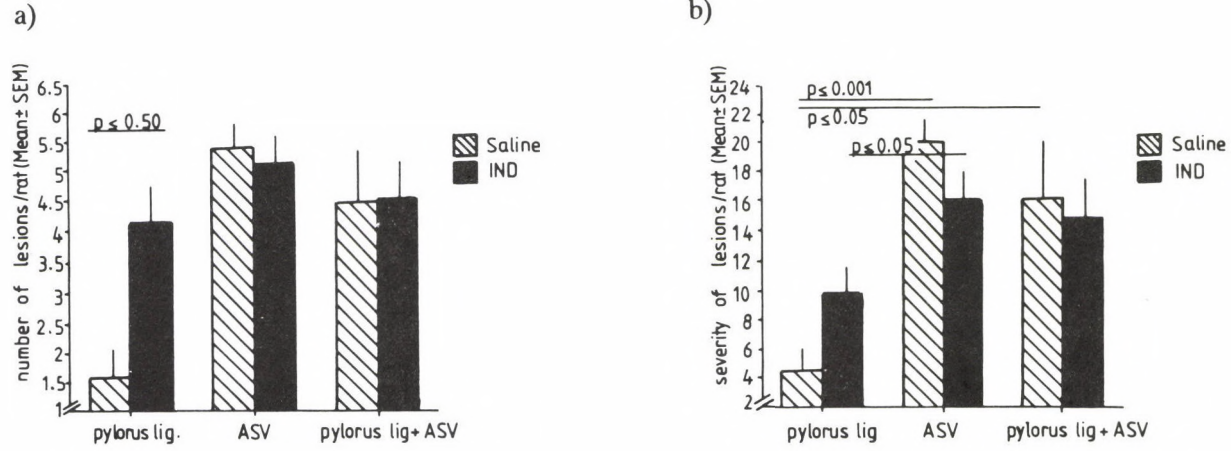 a)
number of lesions/rat (Mean ± SEM)
6.5
6
5.5
5
4.5
4
3.5
3
2.5
2
1.5
1
p ≤ 0.50
Saline
IND
pylorus lig.
ASV
pylorus lig + ASV
b)
severity of lesions/rat (Mean ± SEM)
24
22
20
18
16
14
12
10
8
6
4
2
p ≤ 0.001
p ≤ 0.05
p ≤ 0.05
Saline
IND
pylorus lig
ASV
pylorus lig + ASV